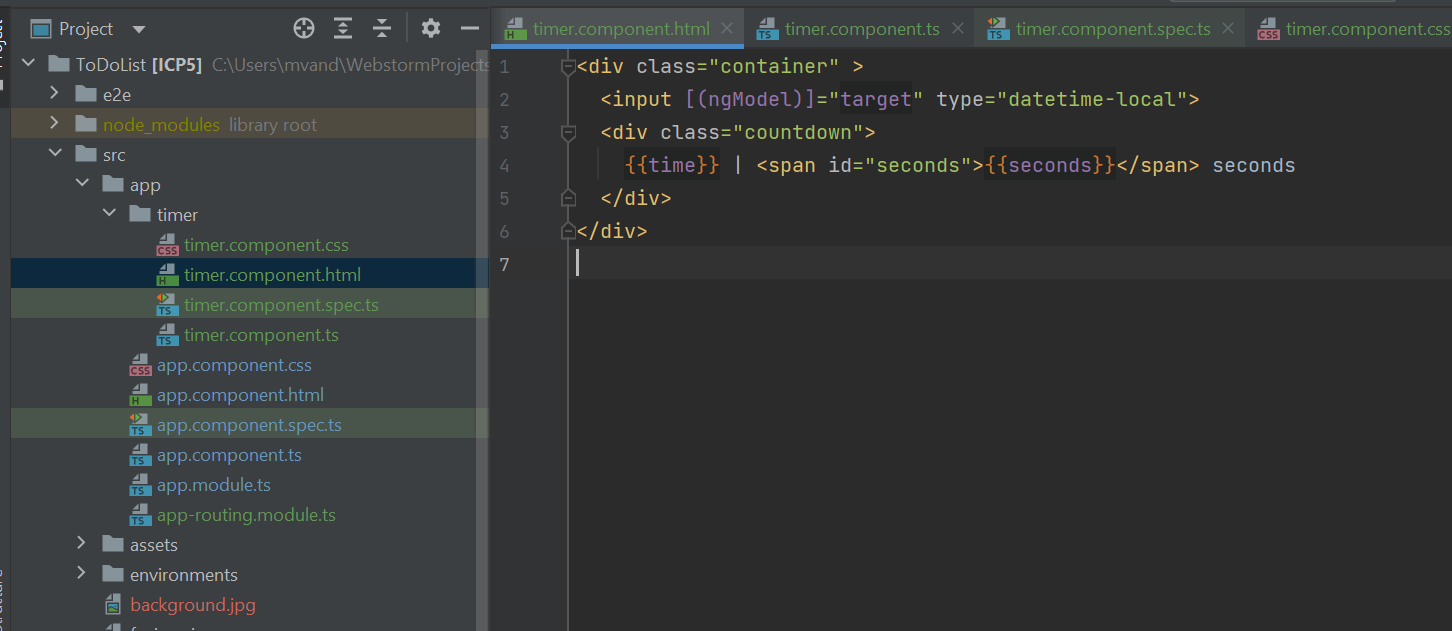 Project
timer.component.html
timer.component.ts
timer.component.spec.ts
timer.component.css
ToDoList [ICP5] C:\Users\mvand\WebstormProjects
e2e
node_modules library root
src
app
timer
timer.component.css
timer.component.html
timer.component.spec.ts
timer.component.ts
app.component.css
app.component.html
app.component.spec.ts
app.component.ts
app.module.ts
app-routing.module.ts
assets
environments
background.jpg
1 <div class="container" >
2 <input [(ngModel)]="target" type="datetime-local">
3 <div class="countdown">
4 {{time}} | <span id="seconds">{{seconds}}</span> seconds
5 </div>
6 </div>
7